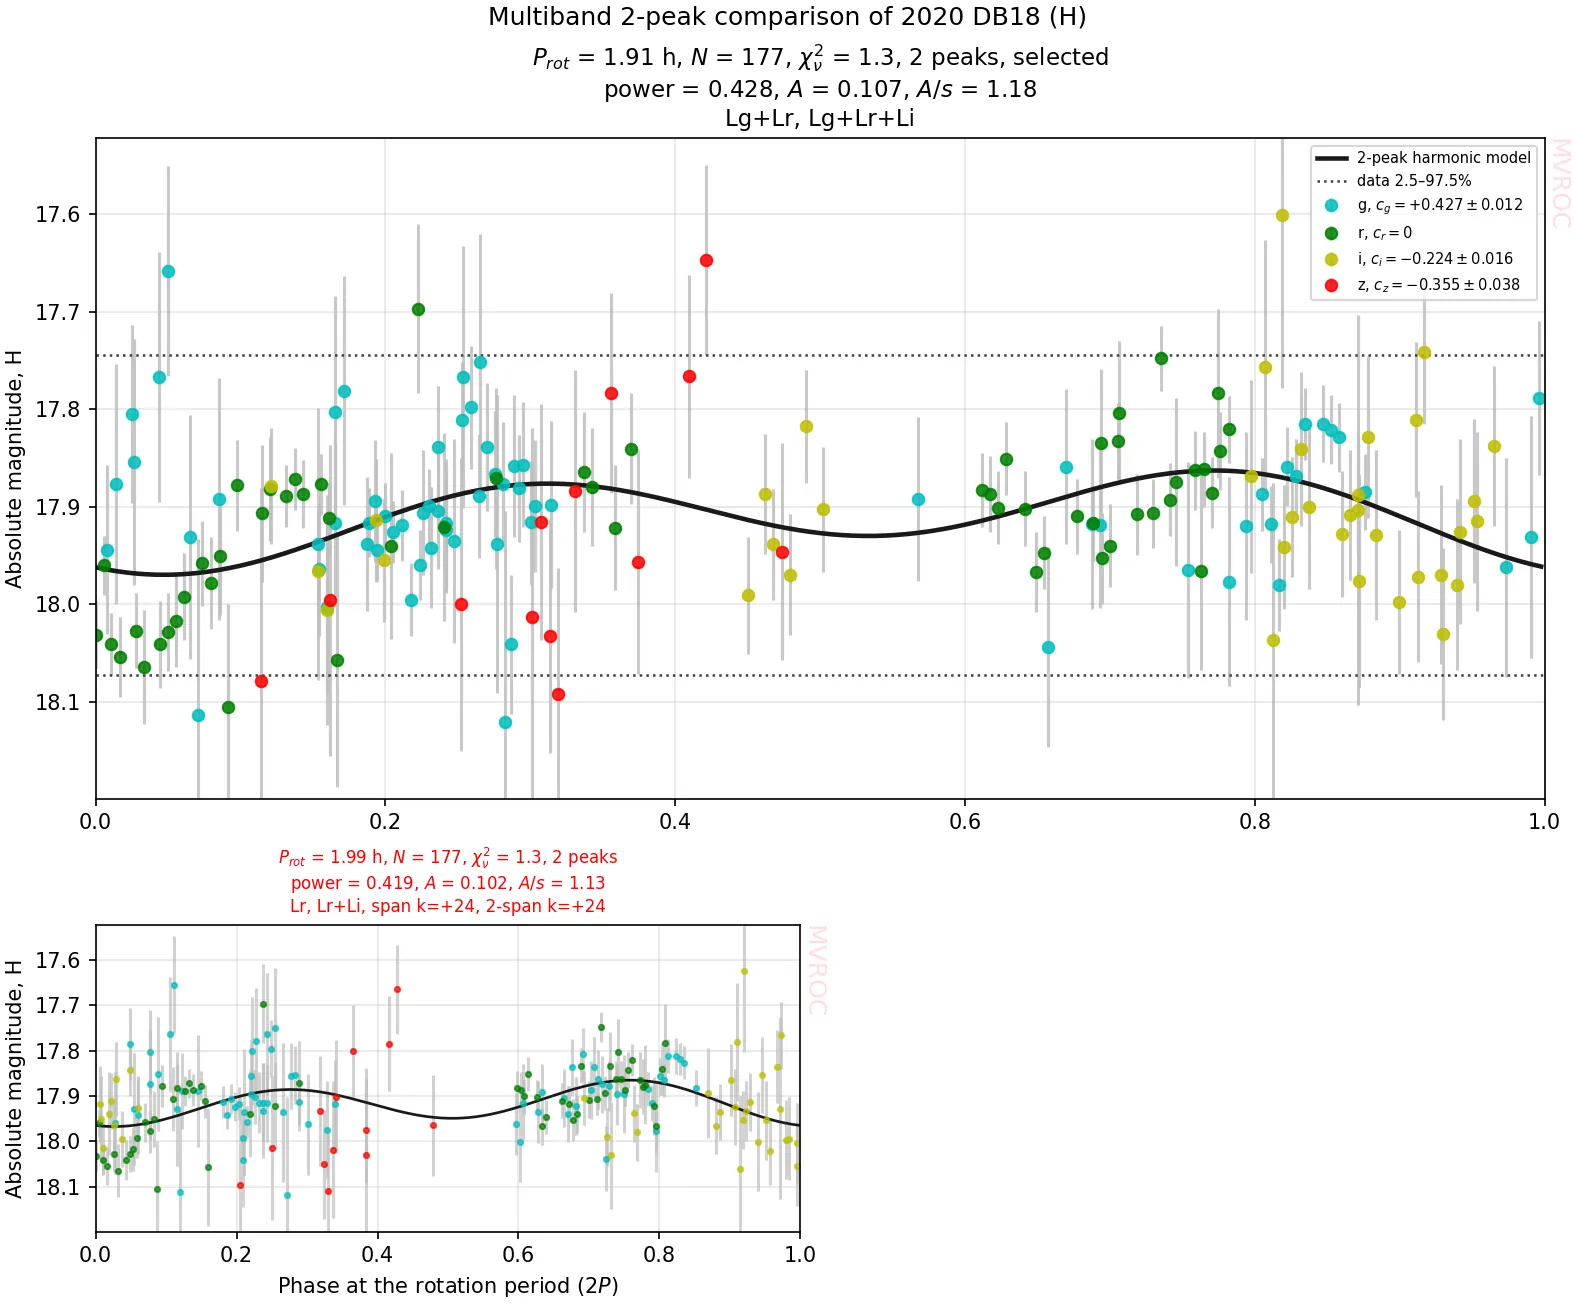 Multiband 2-peak comparison of 2020 DB18 (H)
P_rot = 1.91 h, N = 177, χ²_ν = 1.3, 2 peaks, selected
power = 0.428, A = 0.107, A/s = 1.18
Lg+Lr, Lg+Lr+Li
MVROC
2-peak harmonic model
data 2.5–97.5%
g, c_g = +0.427 ± 0.012
r, c_r = 0
i, c_i = −0.224 ± 0.016
z, c_z = −0.355 ± 0.038
Absolute magnitude, H
17.6
17.7
17.8
17.9
18.0
18.1
0.0 0.2 0.4 0.6 0.8 1.0
P_rot = 1.99 h, N = 177, χ²_ν = 1.3, 2 peaks
power = 0.419, A = 0.102, A/s = 1.13
Lr, Lr+Li, span k=+24, 2-span k=+24
MVROC
Absolute magnitude, H
17.6
17.7
17.8
17.9
18.0
18.1
0.0 0.2 0.4 0.6 0.8 1.0
Phase at the rotation period (2P)